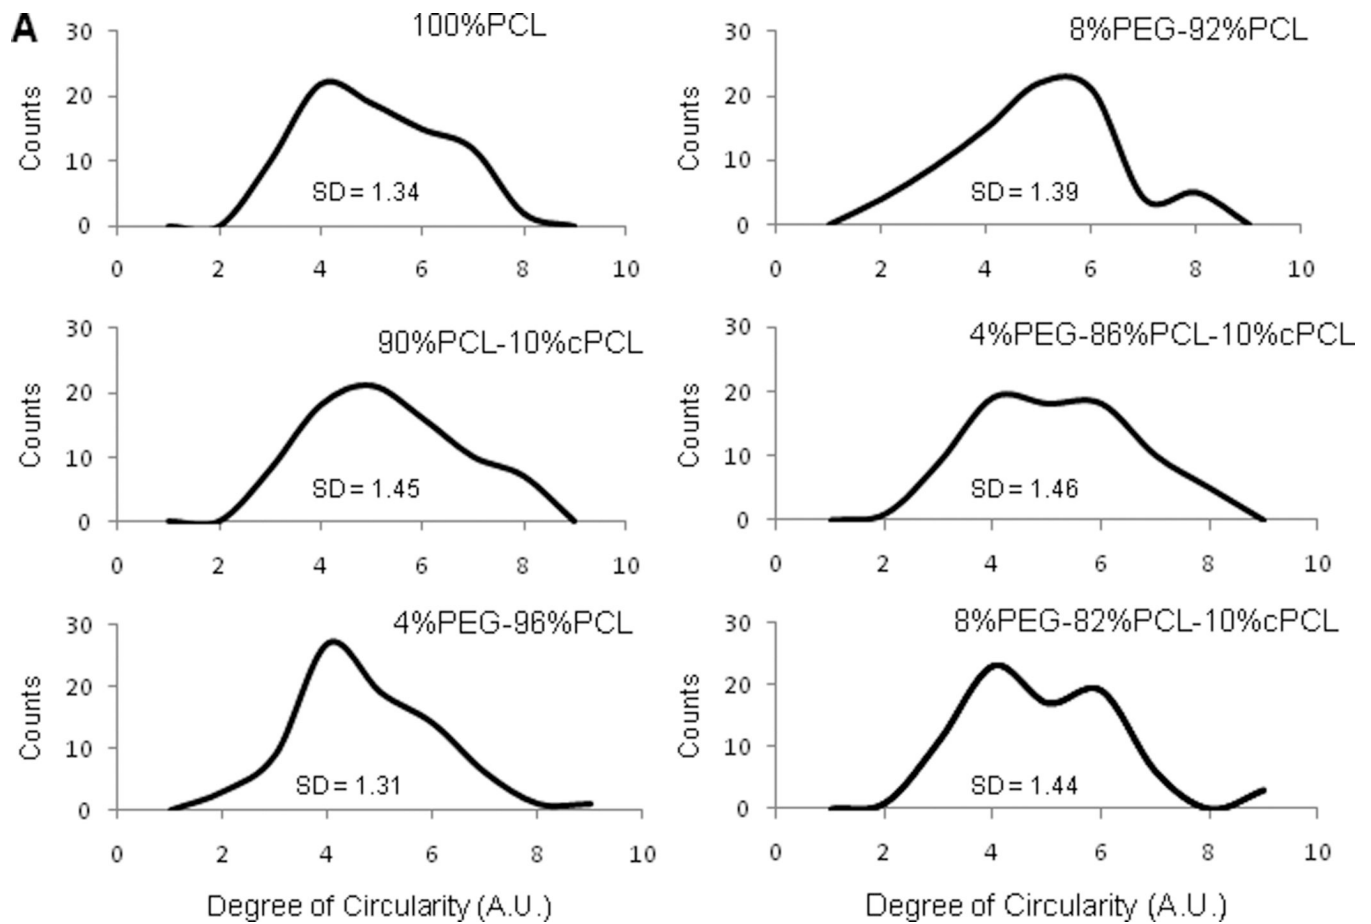 A
100%PCL
30
20
10
0
Counts
SD = 1.34
0 2 4 6 8 10
8%PEG-92%PCL
30
20
10
0
Counts
SD = 1.39
0 2 4 6 8 10
90%PCL-10%cPCL
30
20
10
0
Counts
SD = 1.45
0 2 4 6 8 10
4%PEG-86%PCL-10%cPCL
30
20
10
0
Counts
SD = 1.46
0 2 4 6 8 10
4%PEG-96%PCL
30
20
10
0
Counts
SD = 1.31
0 2 4 6 8 10
Degree of Circularity (A.U.)
8%PEG-82%PCL-10%cPCL
30
20
10
0
Counts
SD = 1.44
0 2 4 6 8 10
Degree of Circularity (A.U.)